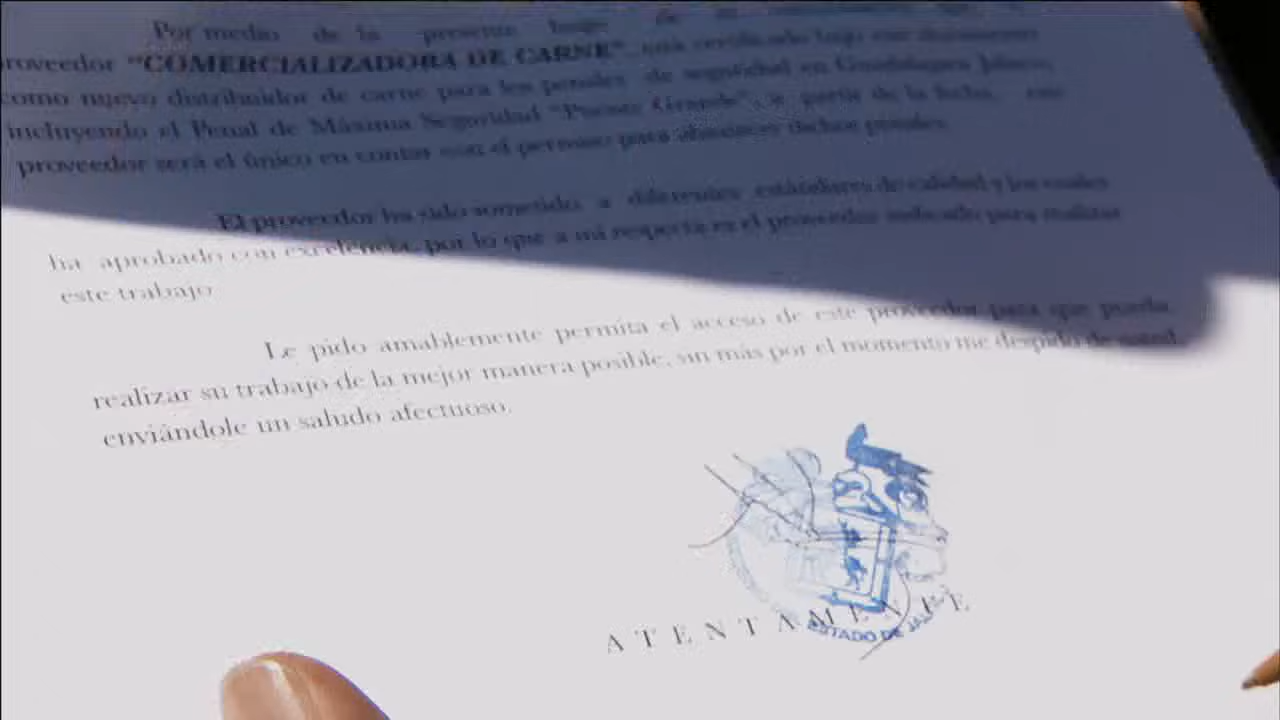 Por medio de la presente hago
proveedor "COMERCIALIZADORA DE CARNE", está certificado bajo este documento
como nuevo distribuidor de carne para los penales de seguridad en Guadalajara Jalisco,
incluyendo el Penal de Máxima Seguridad "Puente Grande", a partir de la fecha, este
proveedor será el único en contar con el permiso para abastecer dichos penales.
El proveedor ha sido sometido a diferentes estándares de calidad y los cuales
ha aprobado con excelencia, por lo que a mi respecta es el proveedor indicado para realizar
este trabajo
Le pido amablemente permita el acceso de este proveedor para que pueda
realizar su trabajo de la mejor manera posible, sin más por el momento me despido de usted
enviándole un saludo afectuoso.
ATENTAMENTE
ESTADO DE